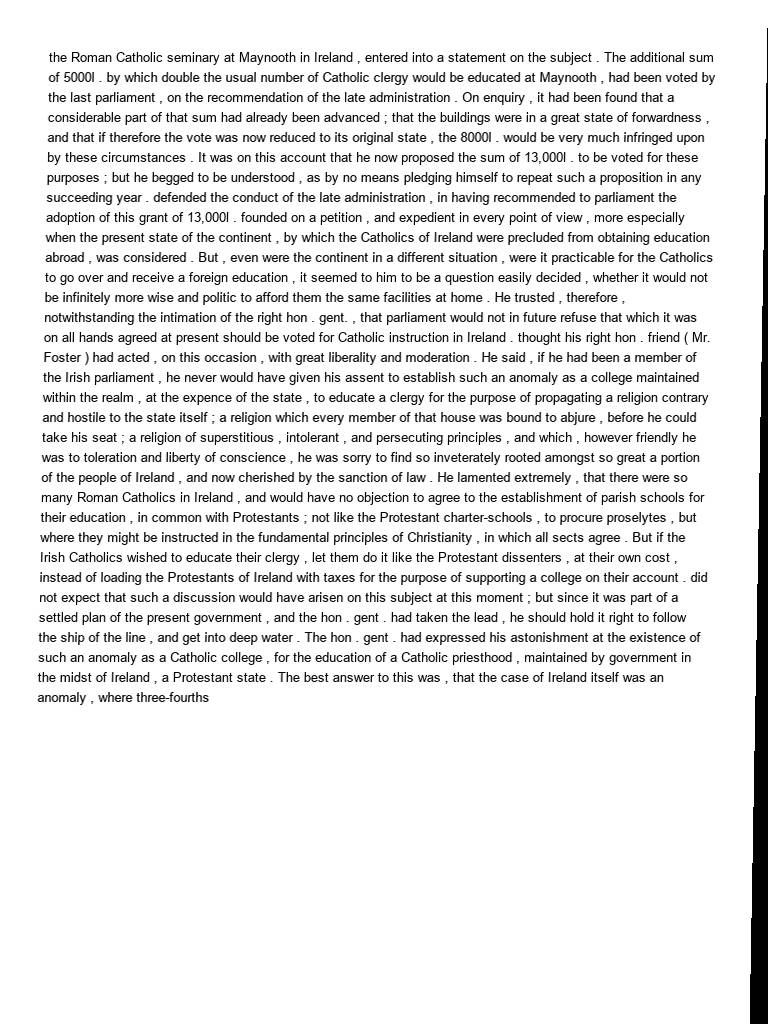 the Roman Catholic seminary at Maynooth in Ireland , entered into a statement on the subject . The additional sum
of 5000l . by which double the usual number of Catholic clergy would be educated at Maynooth , had been voted by
the last parliament , on the recommendation of the late administration . On enquiry , it had been found that a
considerable part of that sum had already been advanced ; that the buildings were in a great state of forwardness ,
and that if therefore the vote was now reduced to its original state , the 8000l . would be very much infringed upon
by these circumstances . It was on this account that he now proposed the sum of 13,000l . to be voted for these
purposes ; but he begged to be understood , as by no means pledging himself to repeat such a proposition in any
succeeding year . defended the conduct of the late administration , in having recommended to parliament the
adoption of this grant of 13,000l . founded on a petition , and expedient in every point of view , more especially
when the present state of the continent , by which the Catholics of Ireland were precluded from obtaining education
abroad , was considered . But , even were the continent in a different situation , were it practicable for the Catholics
to go over and receive a foreign education , it seemed to him to be a question easily decided , whether it would not
be infinitely more wise and politic to afford them the same facilities at home . He trusted , therefore ,
notwithstanding the intimation of the right hon . gent. , that parliament would not in future refuse that which it was
on all hands agreed at present should be voted for Catholic instruction in Ireland . thought his right hon . friend ( Mr.
Foster ) had acted , on this occasion , with great liberality and moderation . He said , if he had been a member of
the Irish parliament , he never would have given his assent to establish such an anomaly as a college maintained
within the realm , at the expence of the state , to educate a clergy for the purpose of propagating a religion contrary
and hostile to the state itself ; a religion which every member of that house was bound to abjure , before he could
take his seat ; a religion of superstitious , intolerant , and persecuting principles , and which , however friendly he
was to toleration and liberty of conscience , he was sorry to find so inveterately rooted amongst so great a portion
of the people of Ireland , and now cherished by the sanction of law . He lamented extremely , that there were so
many Roman Catholics in Ireland , and would have no objection to agree to the establishment of parish schools for
their education , in common with Protestants ; not like the Protestant charter-schools , to procure proselytes , but
where they might be instructed in the fundamental principles of Christianity , in which all sects agree . But if the
Irish Catholics wished to educate their clergy , let them do it like the Protestant dissenters , at their own cost ,
instead of loading the Protestants of Ireland with taxes for the purpose of supporting a college on their account . did
not expect that such a discussion would have arisen on this subject at this moment ; but since it was part of a
settled plan of the present government , and the hon . gent . had taken the lead , he should hold it right to follow
the ship of the line , and get into deep water . The hon . gent . had expressed his astonishment at the existence of
such an anomaly as a Catholic college , for the education of a Catholic priesthood , maintained by government in
the midst of Ireland , a Protestant state . The best answer to this was , that the case of Ireland itself was an
anomaly , where three-fourths